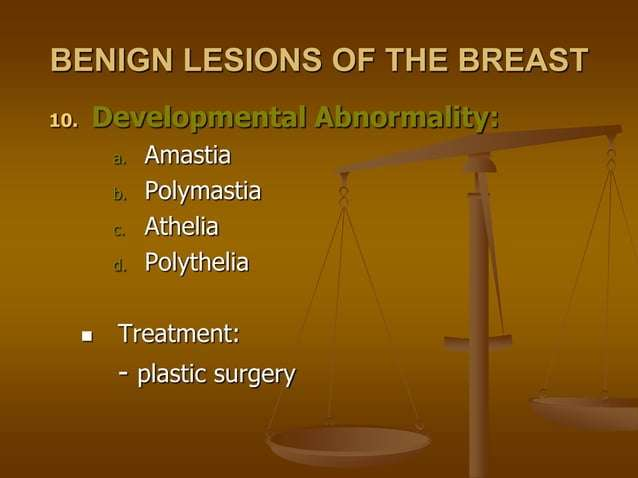 BENIGN LESIONS OF THE BREAST
10. Developmental Abnormality:
a. Amastia
b. Polymastia
c. Athelia
d. Polythelia
■ Treatment:
- plastic surgery